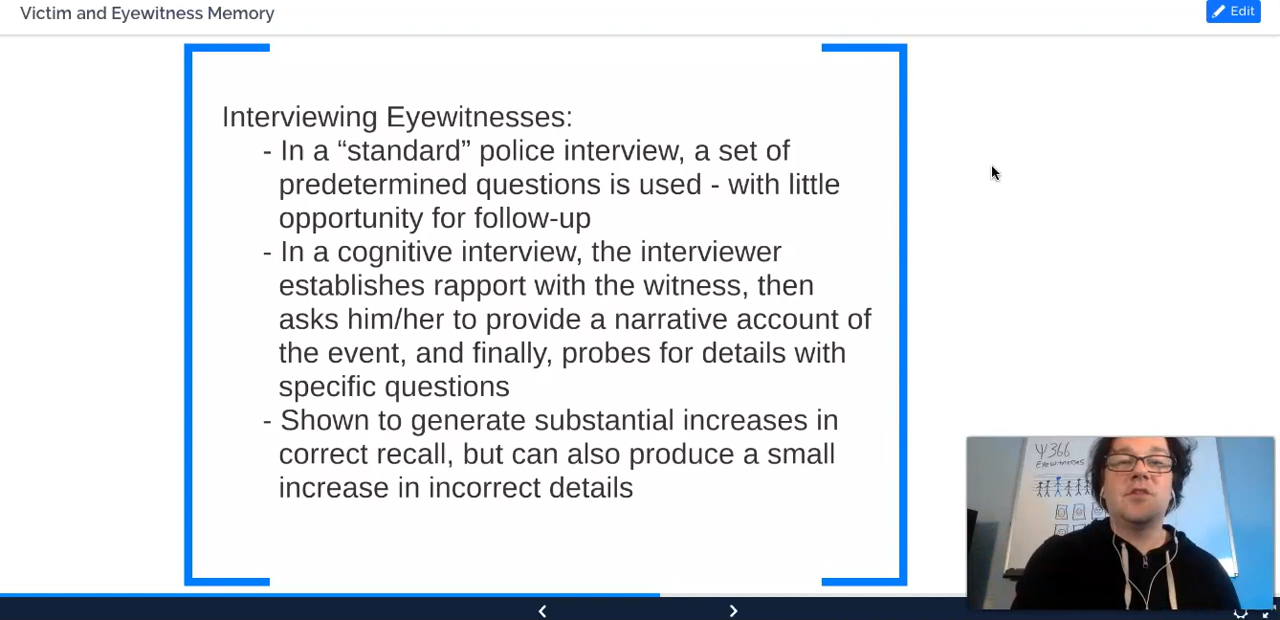 Victim and Eyewitness Memory
Edit
Interviewing Eyewitnesses:
- In a “standard” police interview, a set of
predetermined questions is used - with little
opportunity for follow-up
- In a cognitive interview, the interviewer
establishes rapport with the witness, then
asks him/her to provide a narrative account of
the event, and finally, probes for details with
specific questions
- Shown to generate substantial increases in
correct recall, but can also produce a small
increase in incorrect details
Ψ366
Eyewitnesses